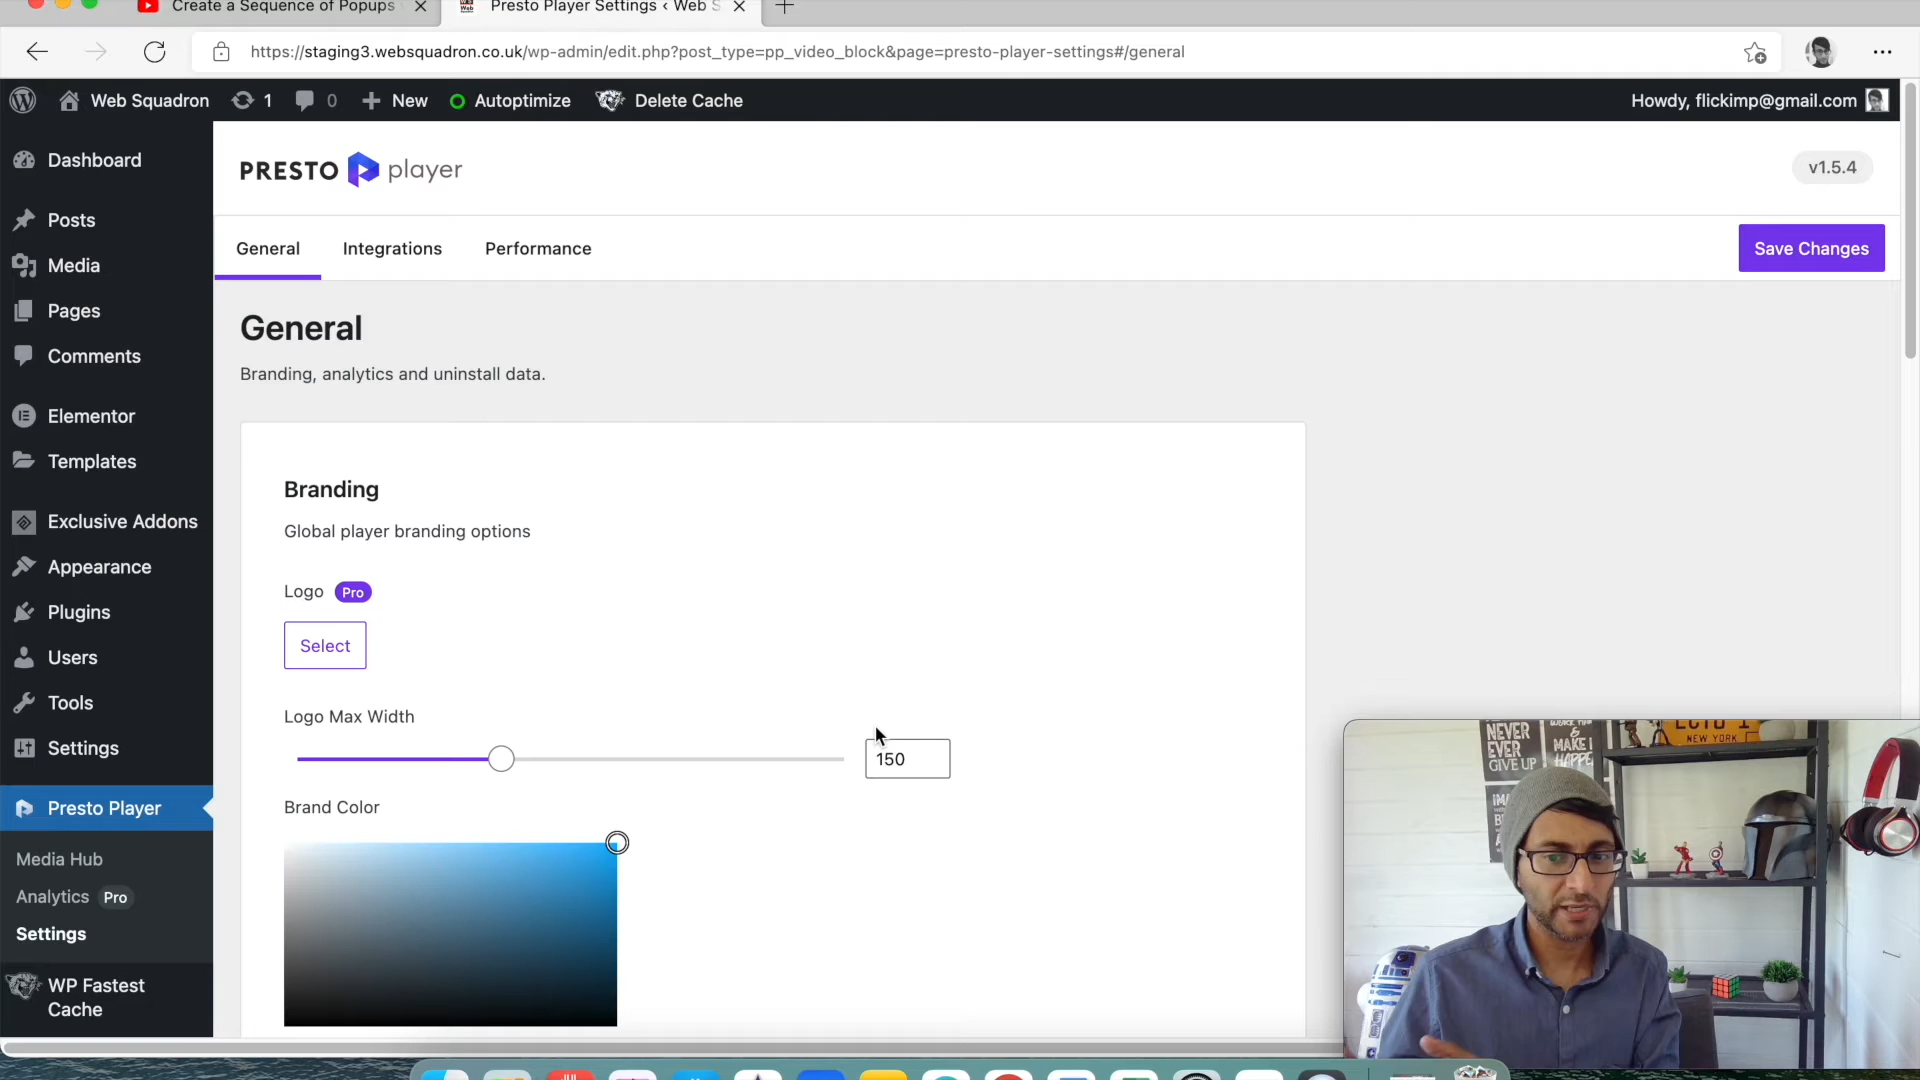 Create a Sequence of Popups
Presto Player Settings ‹ Web S
https://staging3.websquadron.co.uk/wp-admin/edit.php?post_type=pp_video_block&page=presto-player-settings#/general
Web Squadron 1 0 New Autoptimize Delete Cache Howdy, flickimp@gmail.com
Dashboard
Posts
Media
Pages
Comments
Elementor
Templates
Exclusive Addons
Appearance
Plugins
Users
Tools
Settings
Presto Player
Media Hub
Analytics Pro
Settings
WP Fastest
Cache
PRESTO player
v1.5.4
General Integrations Performance Save Changes
General
Branding, analytics and uninstall data.
Branding
Global player branding options
Logo Pro
Select
Logo Max Width
150
Brand Color
NEVER
EVER
GIVE UP
MAKE I
HAPPE
NEW YORK